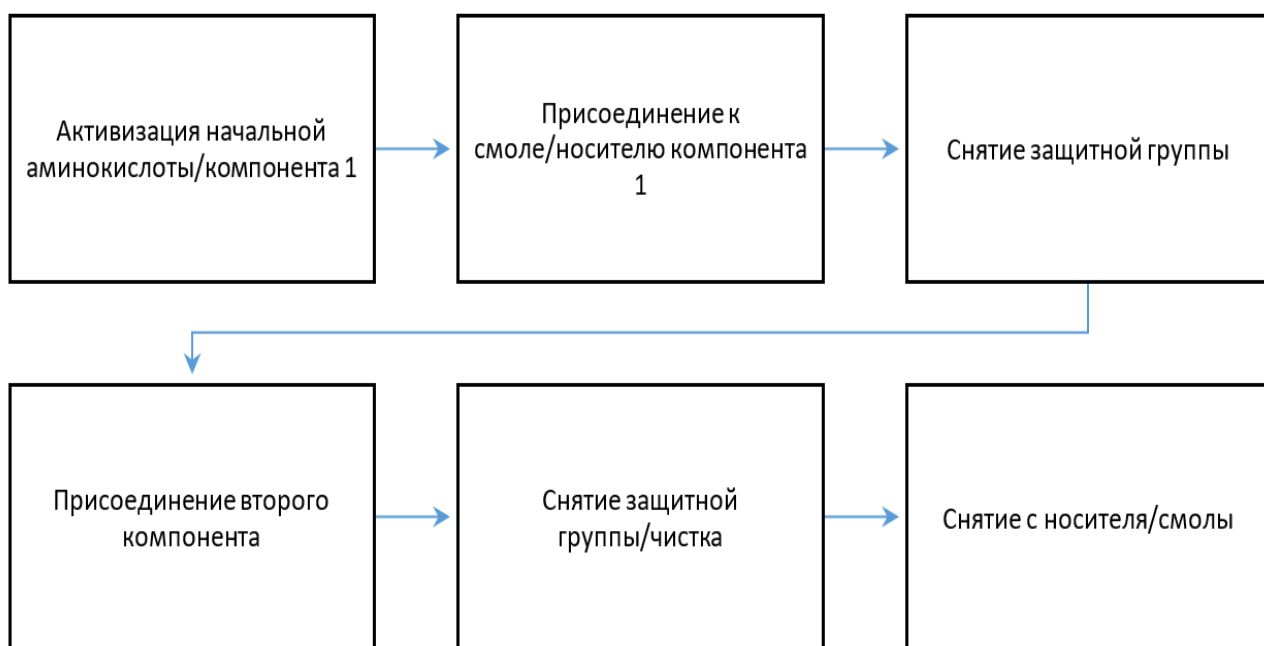 Активизация начальной
аминокислоты/компонента 1
Присоединение к
смоле/носителю компонента
1
Снятие защитной группы
Присоединение второго
компонента
Снятие защитной
группы/чистка
Снятие с носителя/смолы